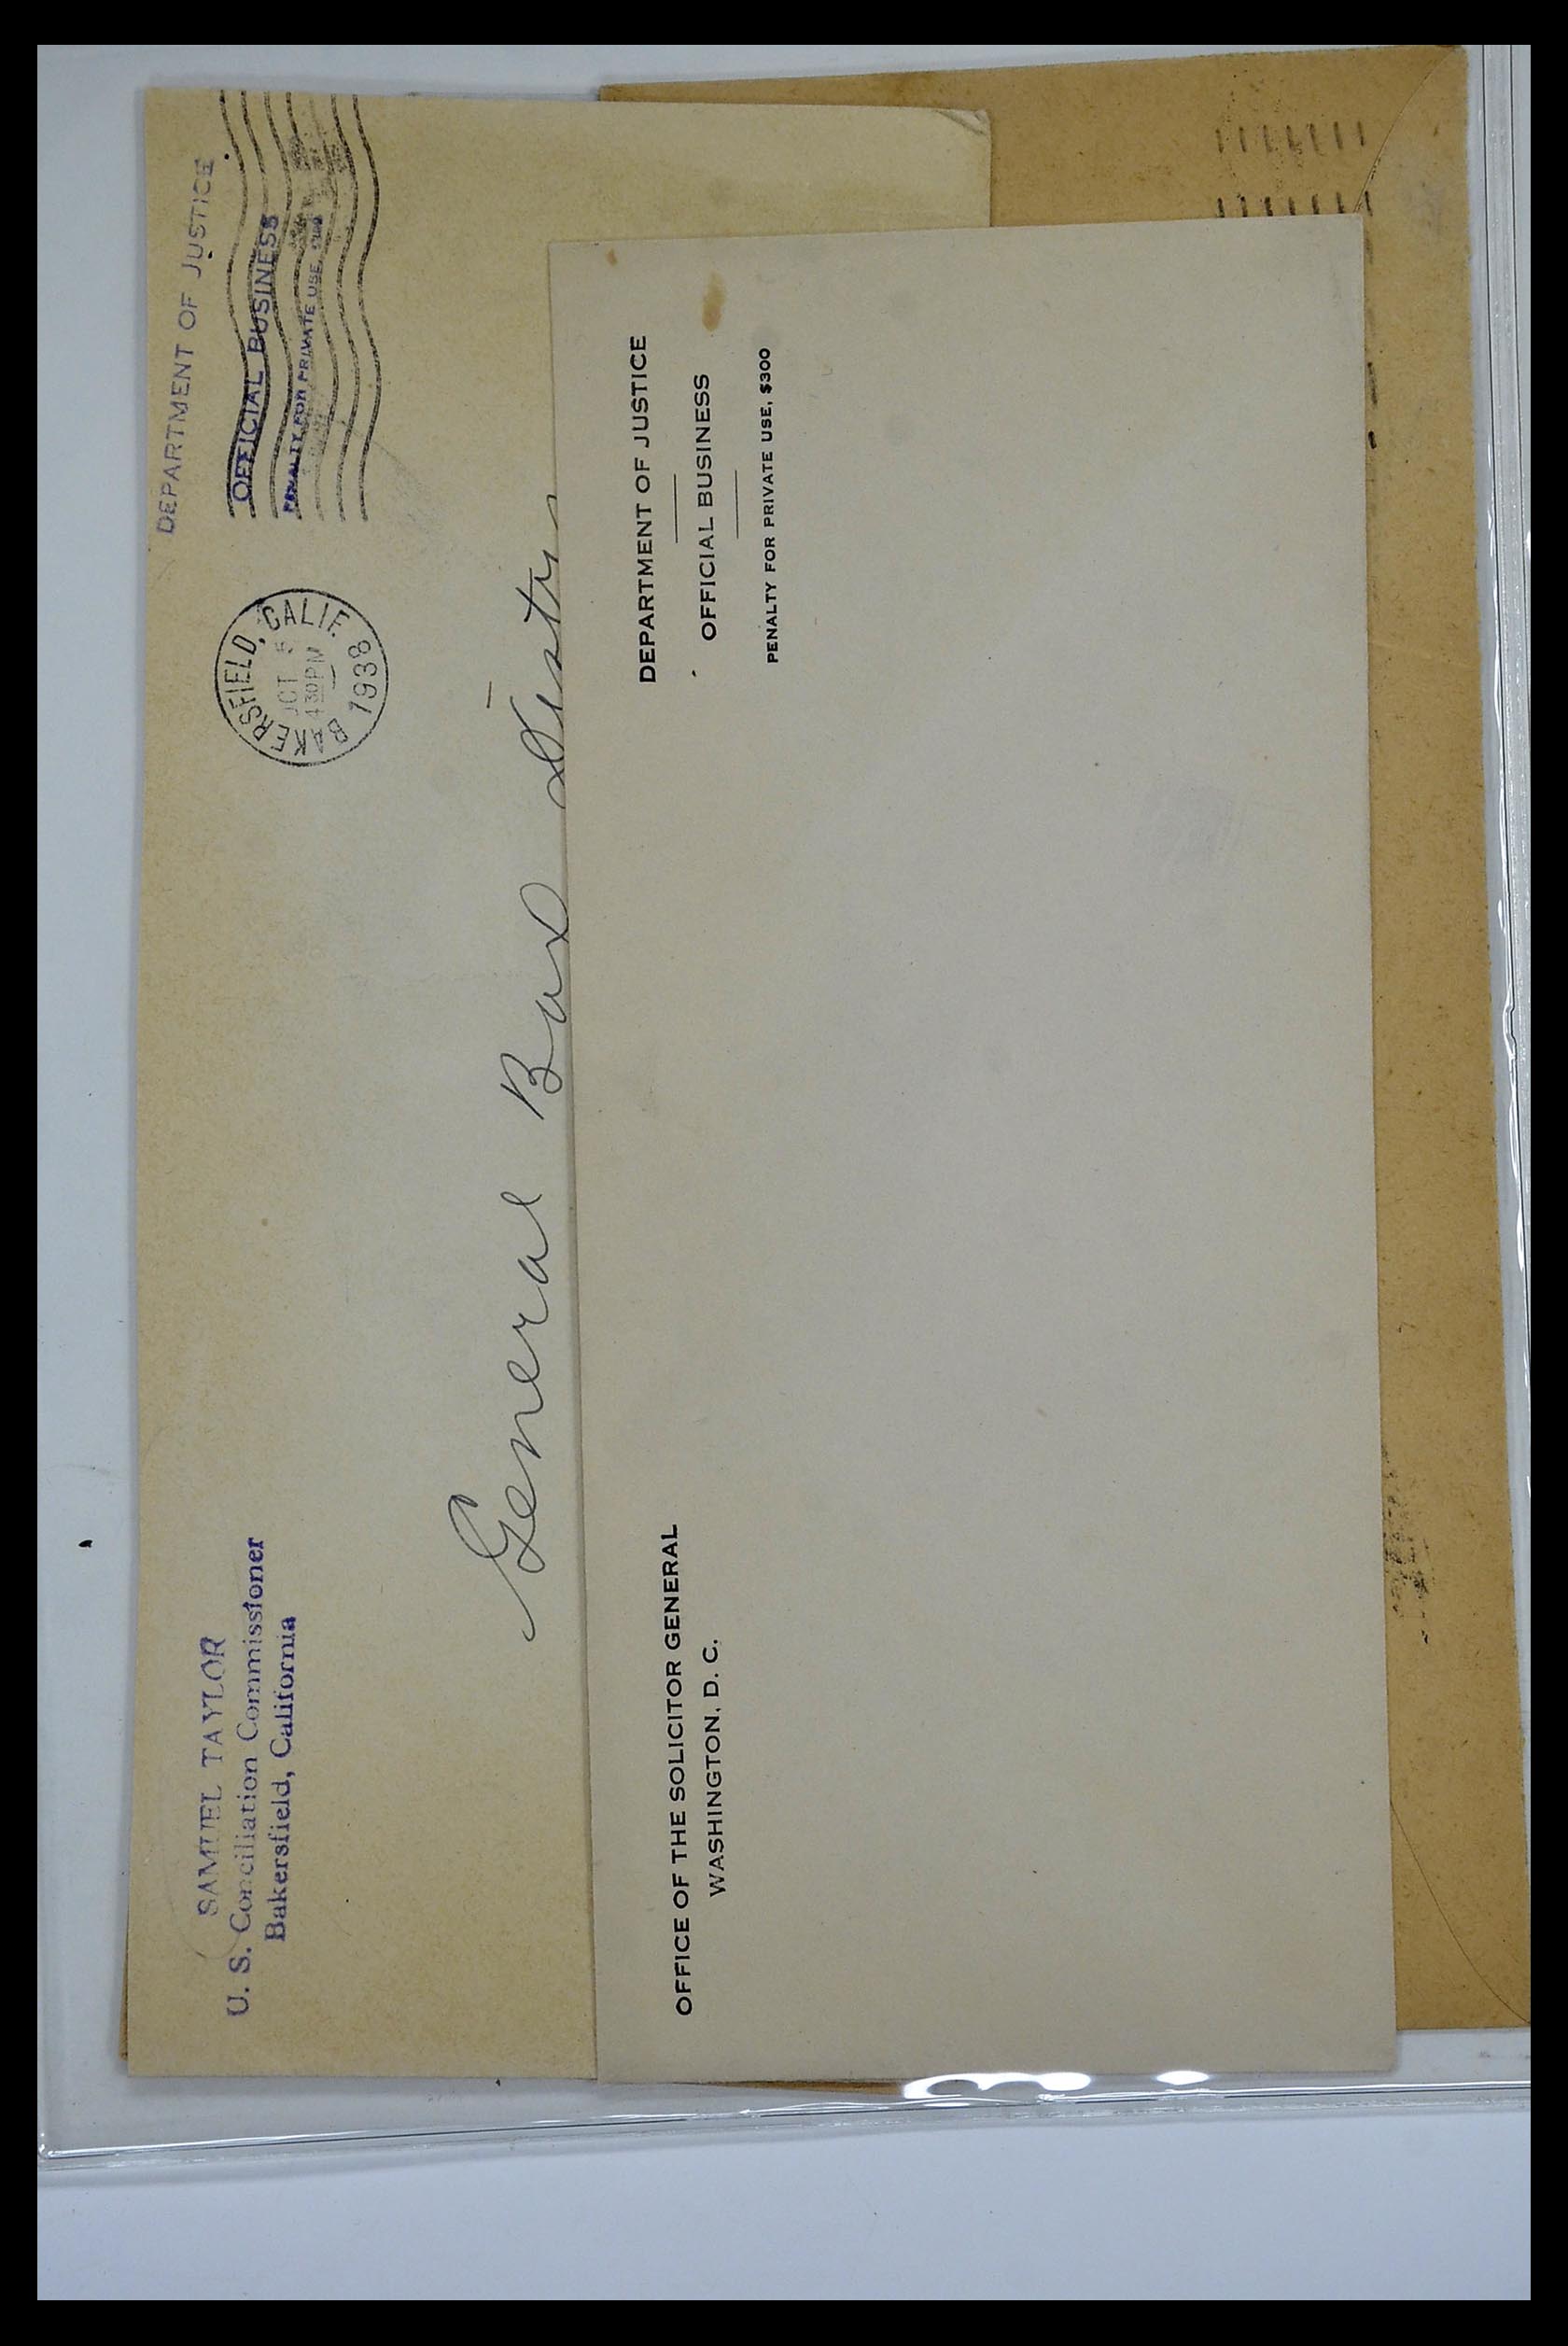 SAMUEL TAYLOR
U. S. Conciliation Commissioner
Bakersfield, California
BAKERSFIELD, CALIF.
OCT 5
4 30 PM
1938
DEPARTMENT OF JUSTICE
OFFICIAL BUSINESS
PENALTY FOR PRIVATE USE, $300
General Box
OFFICE OF THE SOLICITOR GENERAL
WASHINGTON, D. C.
DEPARTMENT OF JUSTICE
OFFICIAL BUSINESS
PENALTY FOR PRIVATE USE, $300